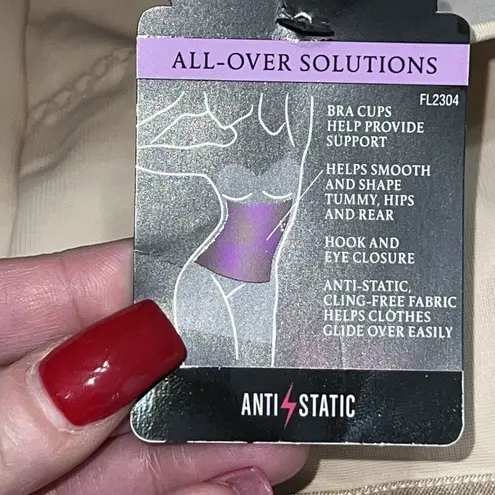 ALL-OVER SOLUTIONS
FL2304
BRA CUPS
HELP PROVIDE
SUPPORT
HELPS SMOOTH
AND SHAPE
TUMMY, HIPS
AND REAR
HOOK AND
EYE CLOSURE
ANTI-STATIC,
CLING-FREE FABRIC
HELPS CLOTHES
GLIDE OVER EASILY
ANTI STATIC